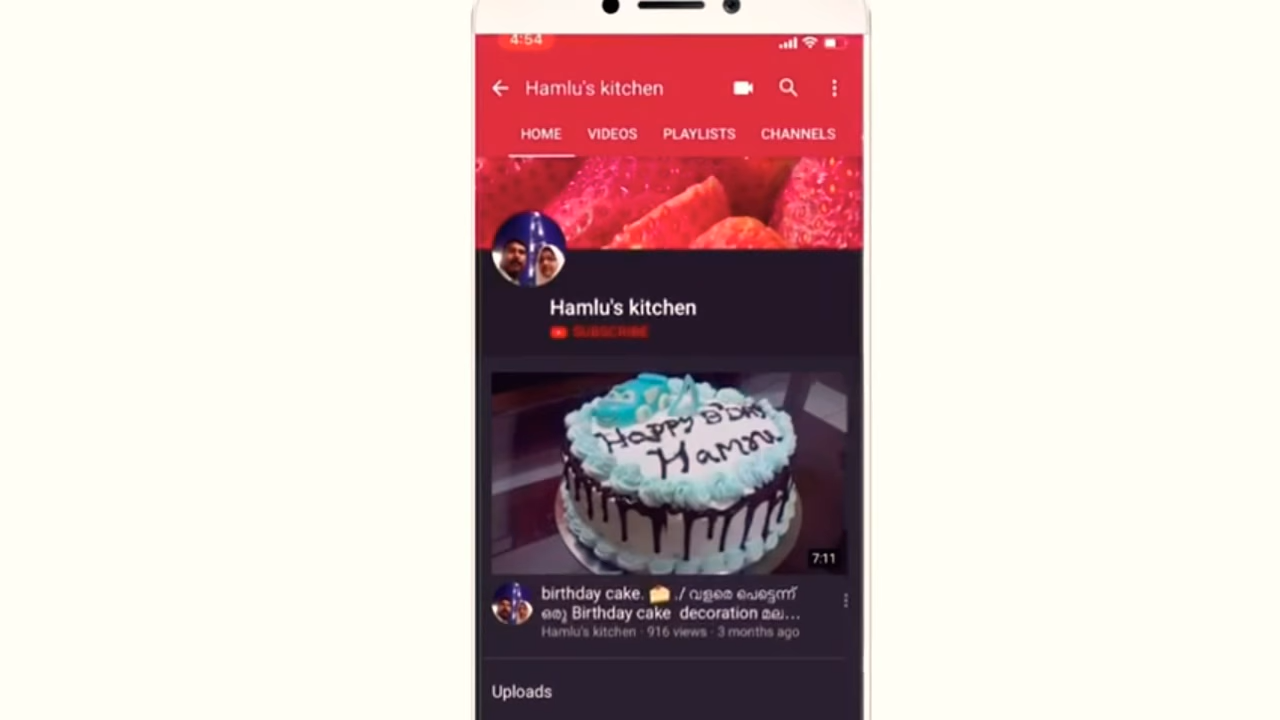 4:54
Hamlu's kitchen
HOME VIDEOS PLAYLISTS CHANNELS
Hamlu's kitchen
SUBSCRIBE
HAPPY B'DAY
Hamnu
7:11
birthday cake. 🍰 ./ വളരെ പെട്ടെന്ന്
ഒരു Birthday cake decoration മല...
Hamlu's kitchen · 916 views · 3 months ago
Uploads